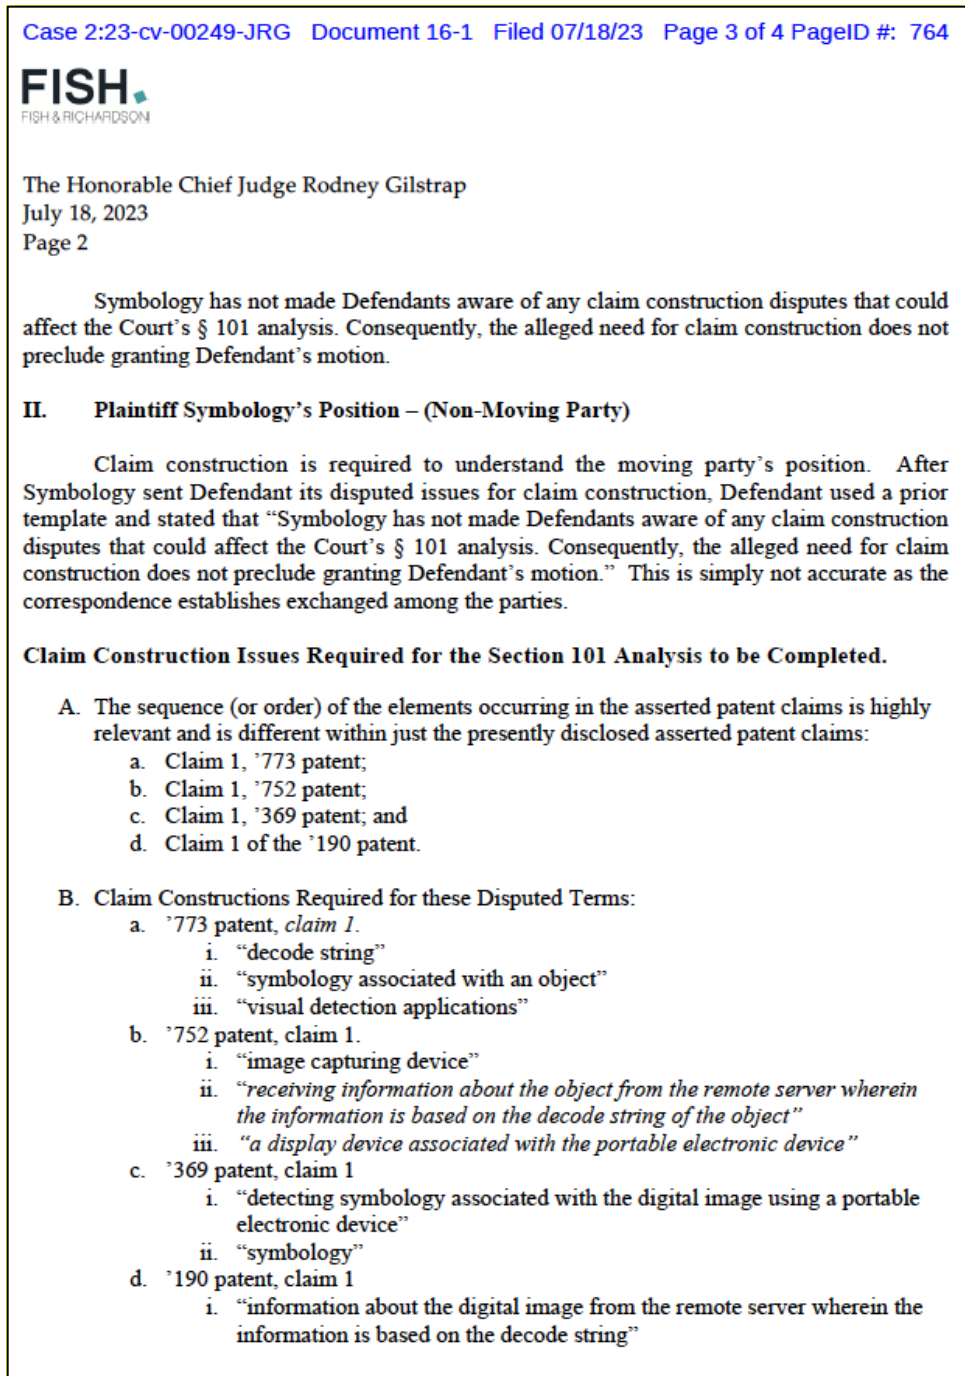 Case 2:23-cv-00249-JRG Document 16-1 Filed 07/18/23 Page 3 of 4 PageID #: 764
FISH
FISH & RICHARDSON
The Honorable Chief Judge Rodney Gilstrap
July 18, 2023
Page 2
Symbology has not made Defendants aware of any claim construction disputes that could
affect the Court's § 101 analysis. Consequently, the alleged need for claim construction does not
preclude granting Defendant's motion.
II. Plaintiff Symbology's Position – (Non-Moving Party)
Claim construction is required to understand the moving party's position. After
Symbology sent Defendant its disputed issues for claim construction, Defendant used a prior
template and stated that “Symbology has not made Defendants aware of any claim construction
disputes that could affect the Court's § 101 analysis. Consequently, the alleged need for claim
construction does not preclude granting Defendant's motion.” This is simply not accurate as the
correspondence establishes exchanged among the parties.
Claim Construction Issues Required for the Section 101 Analysis to be Completed.
A. The sequence (or order) of the elements occurring in the asserted patent claims is highly
relevant and is different within just the presently disclosed asserted patent claims:
a. Claim 1, ’773 patent;
b. Claim 1, ’752 patent;
c. Claim 1, ’369 patent; and
d. Claim 1 of the ’190 patent.
B. Claim Constructions Required for these Disputed Terms:
a. ’773 patent, claim 1.
i. “decode string”
ii. “symbology associated with an object”
iii. “visual detection applications”
b. ’752 patent, claim 1.
i. “image capturing device”
ii. “receiving information about the object from the remote server wherein
the information is based on the decode string of the object”
iii. “a display device associated with the portable electronic device”
c. ’369 patent, claim 1
i. “detecting symbology associated with the digital image using a portable
electronic device”
ii. “symbology”
d. ’190 patent, claim 1
i. “information about the digital image from the remote server wherein the
information is based on the decode string”